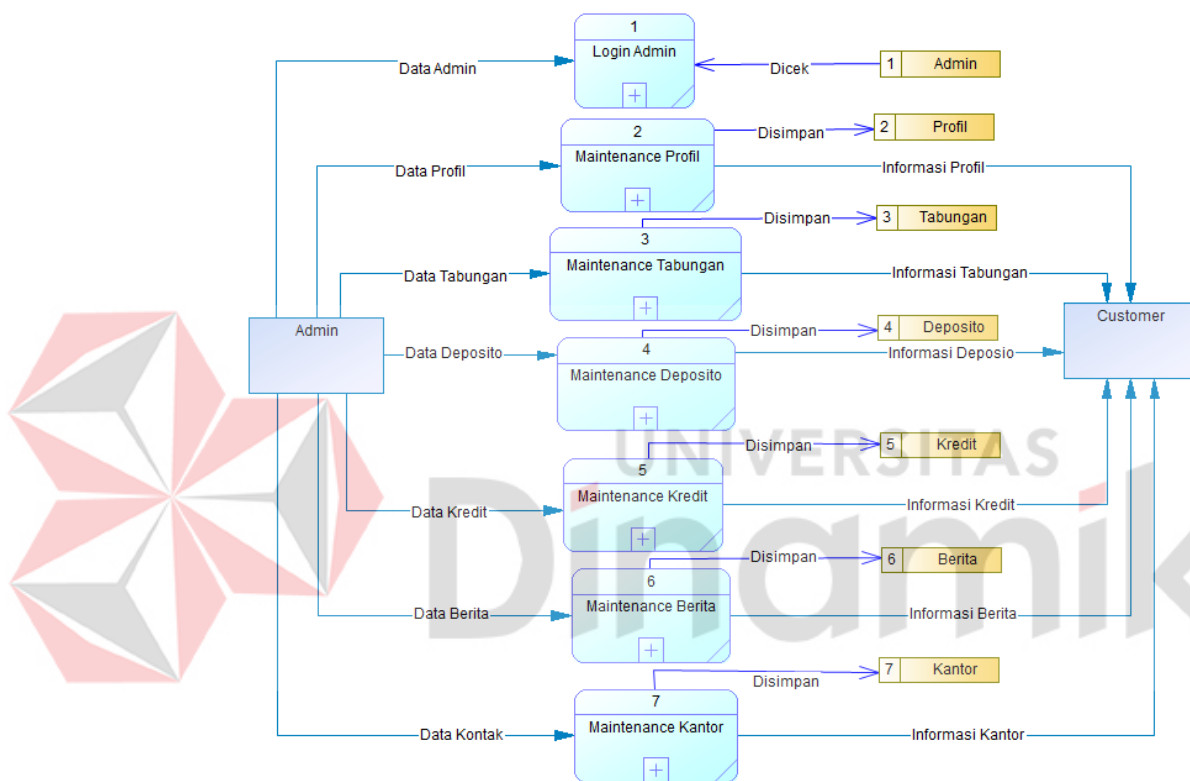 1
Login Admin
Data Admin
Dicek
1 Admin
2
Maintenance Profil
Data Profil
Disimpan
2 Profil
Informasi Profil
3
Maintenance Tabungan
Data Tabungan
Disimpan
3 Tabungan
Informasi Tabungan
Admin
Customer
4
Maintenance Deposito
Data Deposito
Disimpan
4 Deposito
Informasi Deposio
UNIVERSITAS
Dinamik
5
Maintenance Kredit
Data Kredit
Disimpan
5 Kredit
Informasi Kredit
6
Maintenance Berita
Data Berita
Disimpan
6 Berita
Informasi Berita
7
Maintenance Kantor
Data Kontak
Disimpan
7 Kantor
Informasi Kantor